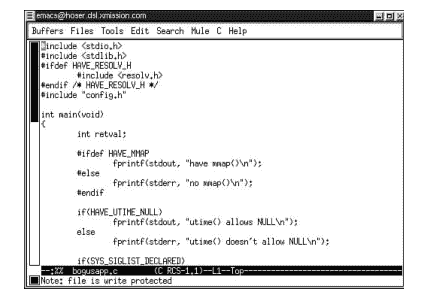 emacs@hoser.dsl.xmission.com
Buffers Files Tools Edit Search Mule C Help
#include <stdio.h>
#include <stdlib.h>
#ifdef HAVE_RESOLV_H
        #include <resolv.h>
#endif /* HAVE_RESOLV_H */
#include "config.h"

int main(void)
{
        int retval;

        #ifdef HAVE_MMAP
                fprintf(stdout, "have mmap()\n");
        #else
                fprintf(stderr, "no mmap()\n");
        #endif

        if(HAVE_UTIME_NULL)
                fprintf(stdout, "utime() allows NULL\n");
        else
                fprintf(stderr, "utime() doesn't allow NULL\n");

        if(SYS_SIGLIST_DECLARED)
--:%% bogusapp.c (C RCS-1.1)--L1--Top--------------------------------
Note: file is write protected